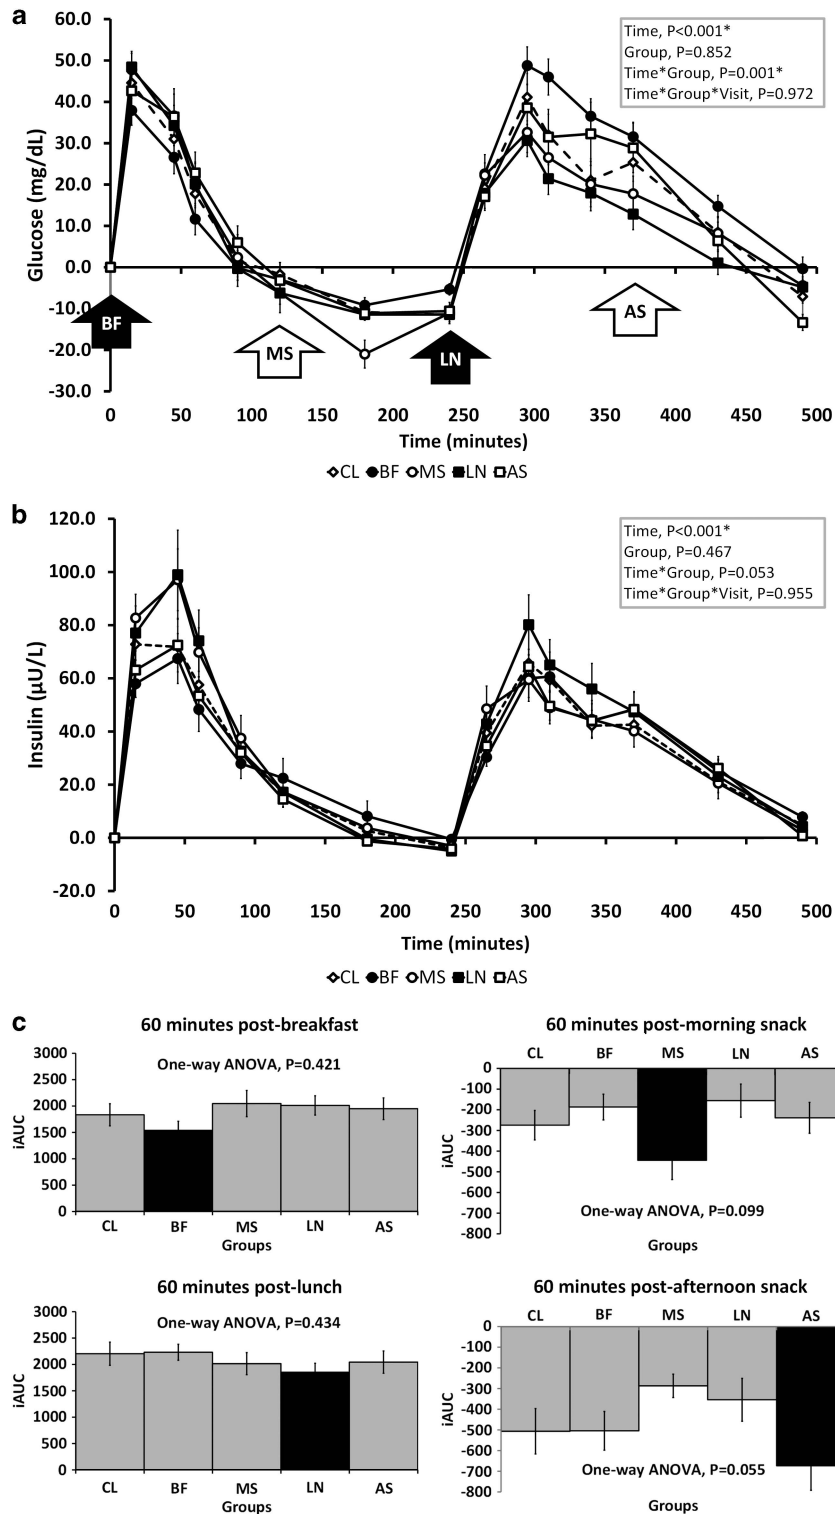 a
60.0
50.0
40.0
30.0
20.0
10.0
0.0
-10.0
-20.0
-30.0
Glucose (mg/dL)
Time, P<0.001*
Group, P=0.852
Time*Group, P=0.001*
Time*Group*Visit, P=0.972
BF
MS
LN
AS
0 50 100 150 200 250 300 350 400 450 500
Time (minutes)
CL BF MS LN AS
b
120.0
100.0
80.0
60.0
40.0
20.0
0.0
-20.0
Insulin (µU/L)
Time, P<0.001*
Group, P=0.467
Time*Group, P=0.053
Time*Group*Visit, P=0.955
0 50 100 150 200 250 300 350 400 450 500
Time (minutes)
CL BF MS LN AS
c
60 minutes post-breakfast
One-way ANOVA, P=0.421
3000
2500
2000
1500
1000
500
0
iAUC
CL BF MS LN AS
Groups
60 minutes post-morning snack
CL BF MS LN AS
0
-100
-200
-300
-400
-500
-600
-700
-800
iAUC
One-way ANOVA, P=0.099
Groups
60 minutes post-lunch
One-way ANOVA, P=0.434
3000
2500
2000
1500
1000
500
0
iAUC
CL BF MS LN AS
Groups
60 minutes post-afternoon snack
CL BF MS LN AS
0
-100
-200
-300
-400
-500
-600
-700
-800
iAUC
One-way ANOVA, P=0.055
Groups